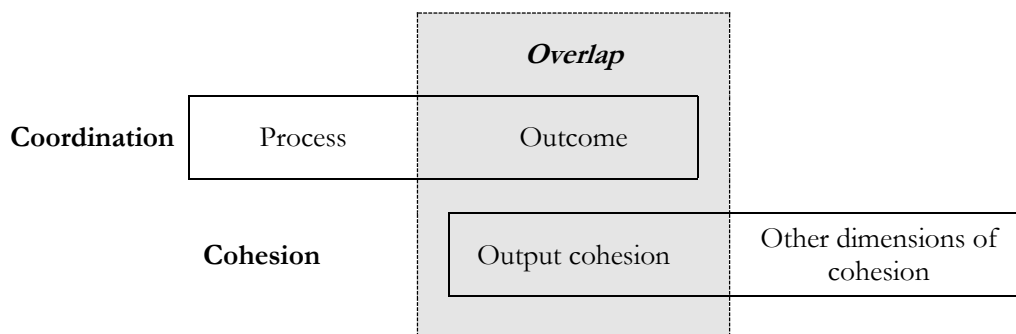 Overlap
Coordination Process Outcome
Cohesion Output cohesion Other dimensions of
cohesion